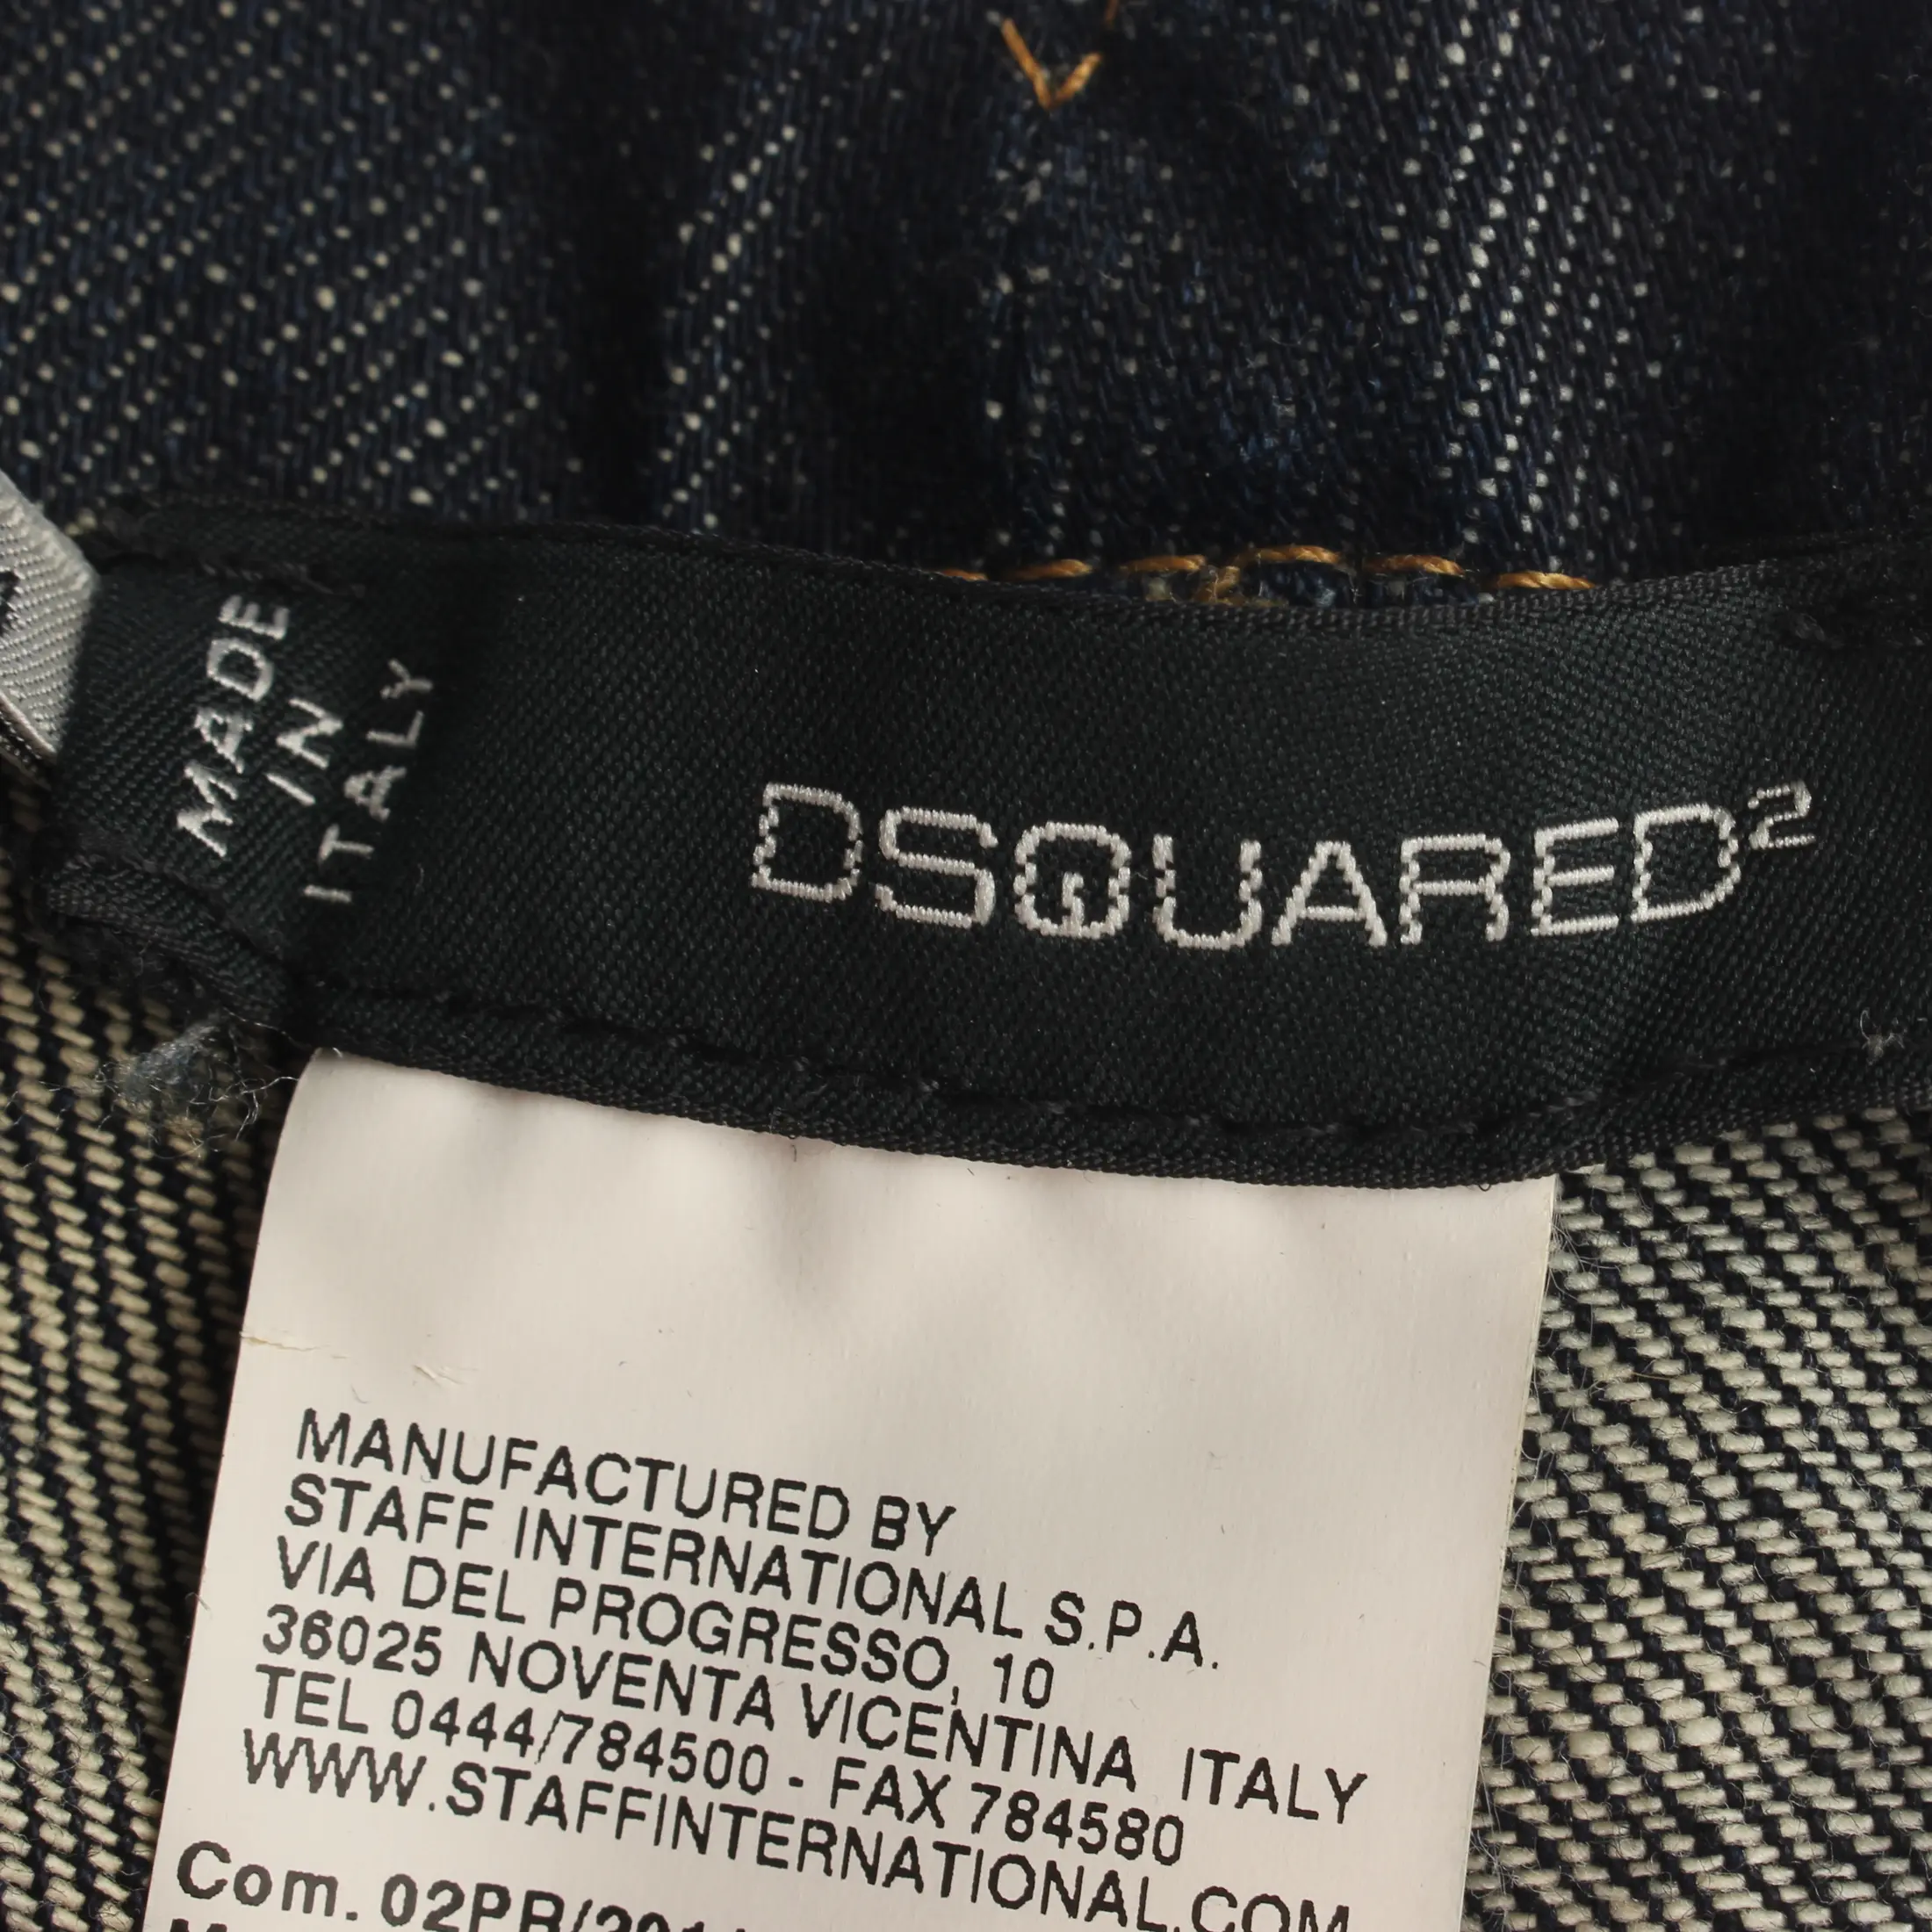 MADE
IN
ITALY
DSQUARED²
MANUFACTURED BY
STAFF INTERNATIONAL S.P.A.
VIA DEL PROGRESSO, 10
36025 NOVENTA VICENTINA ITALY
TEL 0444/784500 - FAX 784580
WWW.STAFFINTERNATIONAL.COM
Com.